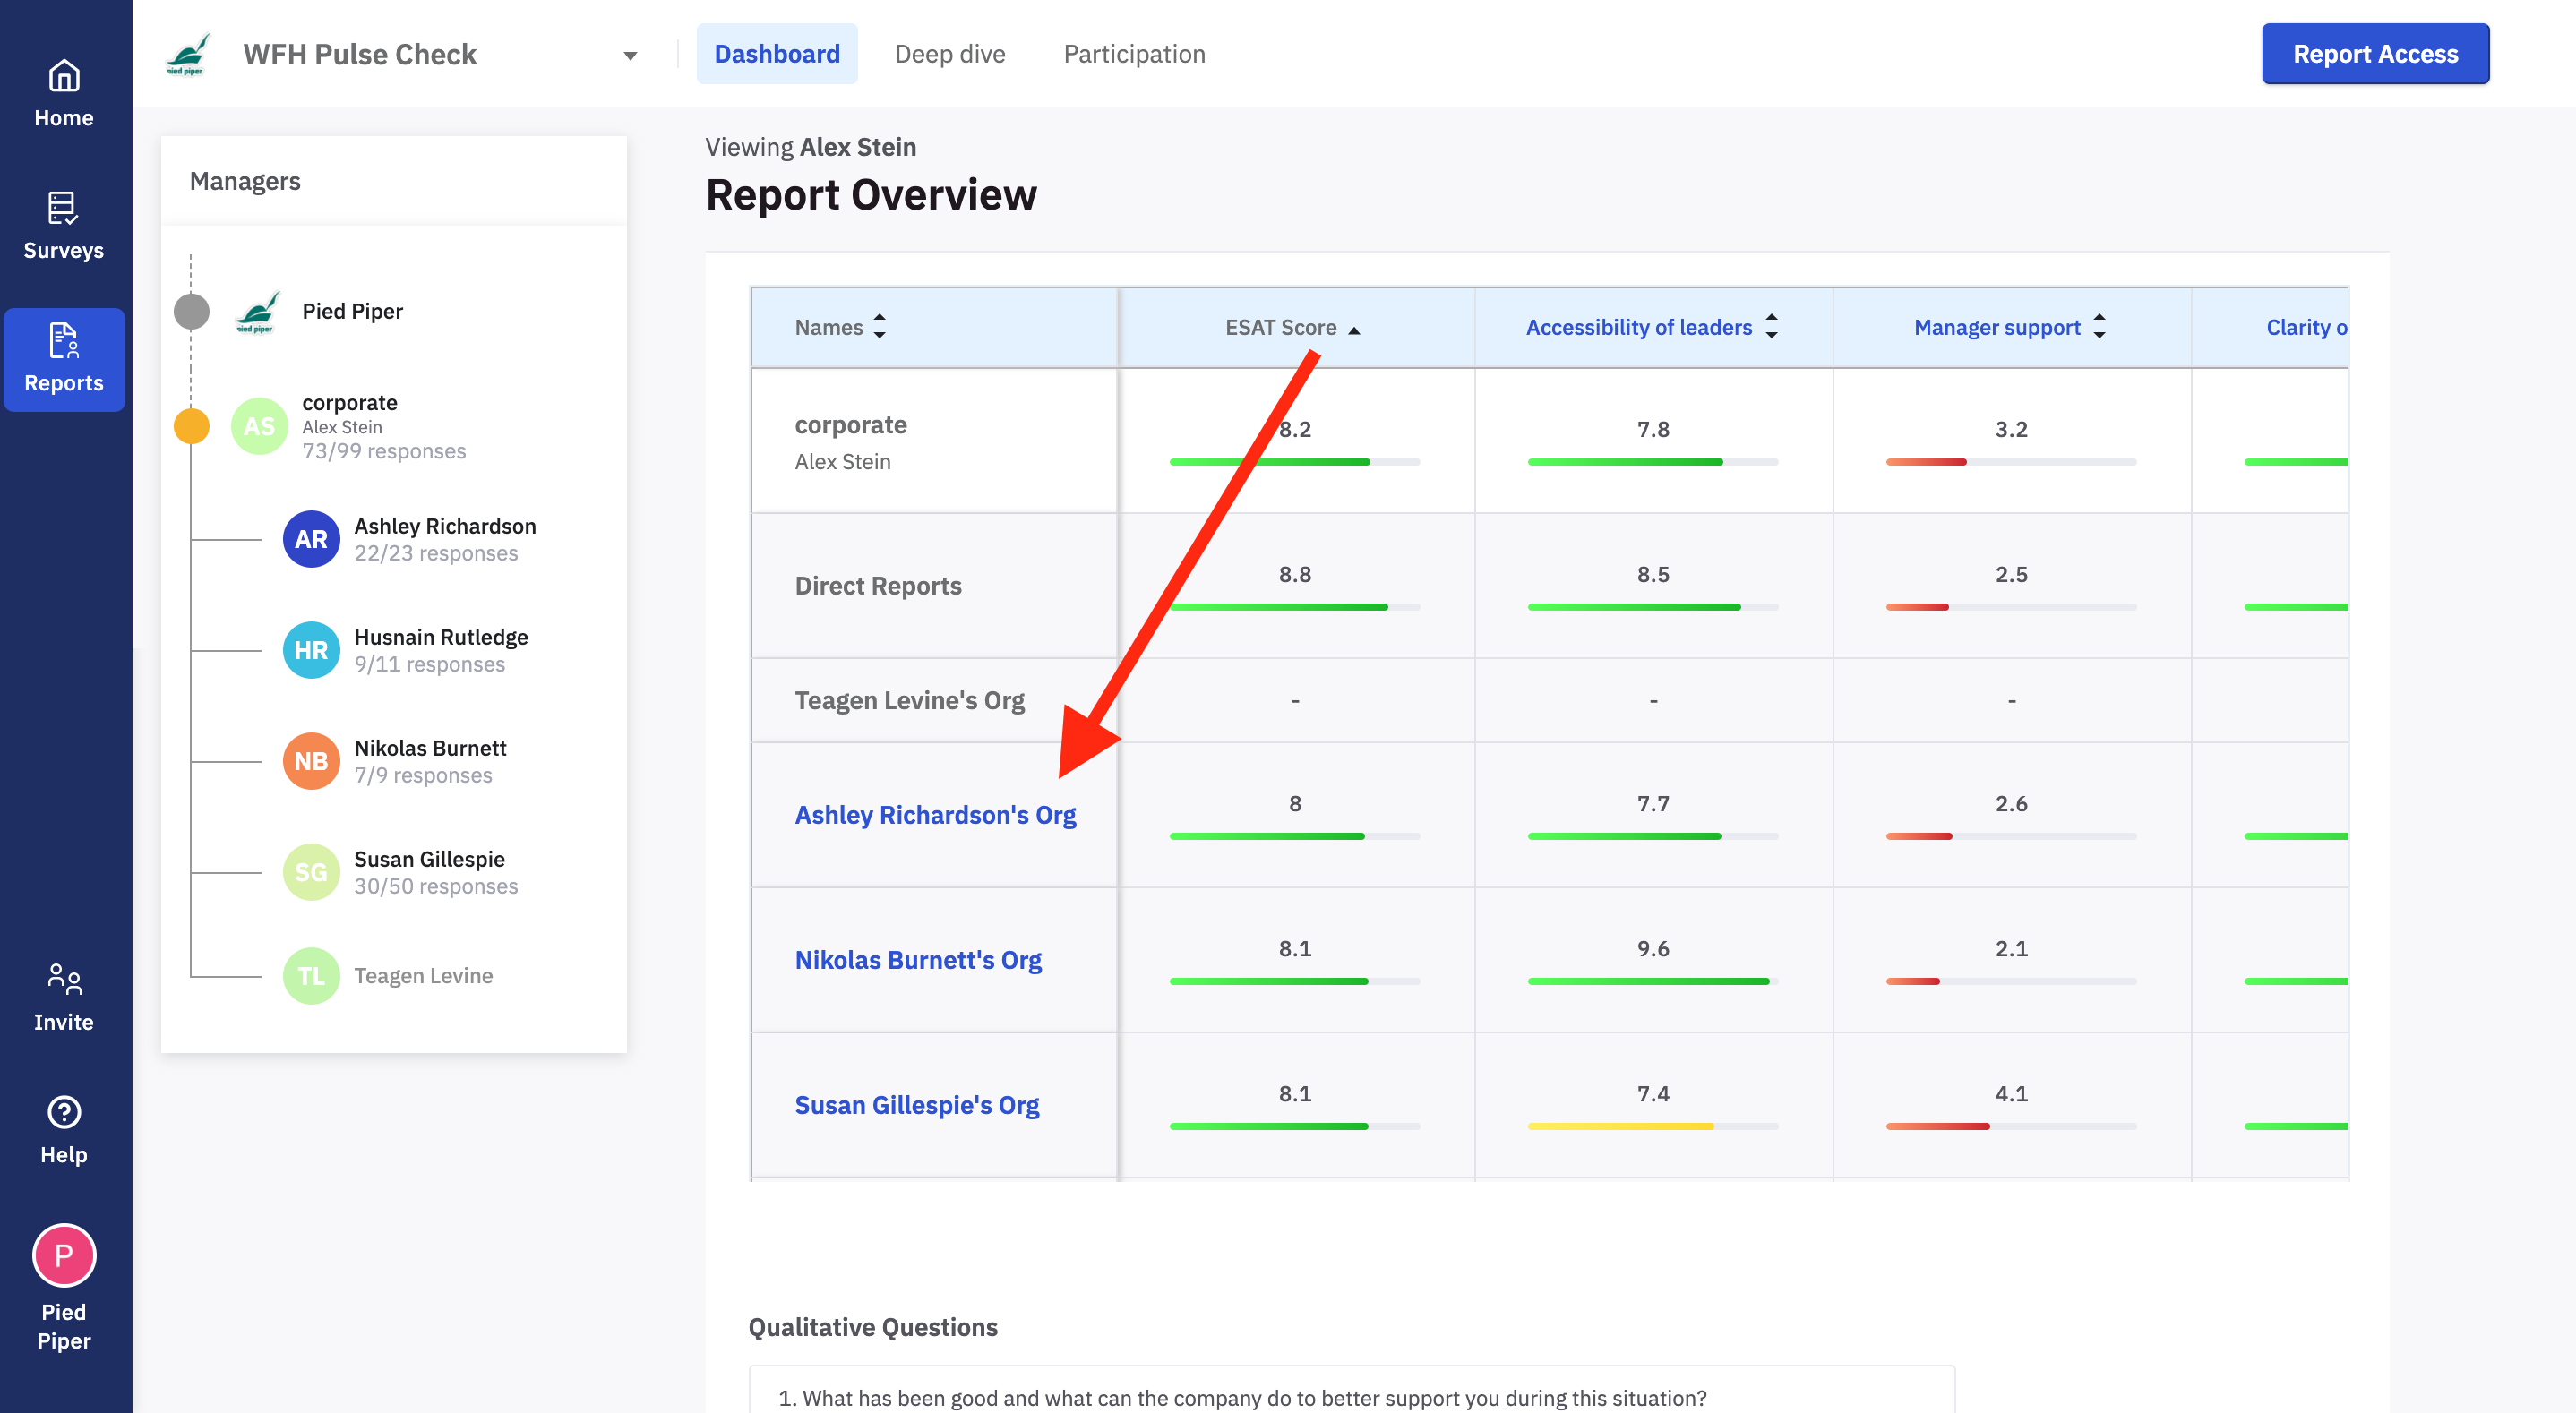 Home
Surveys
Reports
Invite
Help
P
Pied
Piper
pied piper
WFH Pulse Check
Dashboard
Deep dive
Participation
Report Access
Managers
pied piper
Pied Piper
AS
corporate
Alex Stein
73/99 responses
AR
Ashley Richardson
22/23 responses
HR
Husnain Rutledge
9/11 responses
NB
Nikolas Burnett
7/9 responses
SG
Susan Gillespie
30/50 responses
TL
Teagen Levine
Viewing Alex Stein
Report Overview
Names ESAT Score Accessibility of leaders Manager support Clarity o
corporate
Alex Stein
8.2 7.8 3.2
Direct Reports 8.8 8.5 2.5
Teagen Levine's Org - - -
Ashley Richardson's Org 8 7.7 2.6
Nikolas Burnett's Org 8.1 9.6 2.1
Susan Gillespie's Org 8.1 7.4 4.1
Qualitative Questions
1. What has been good and what can the company do to better support you during this situation?